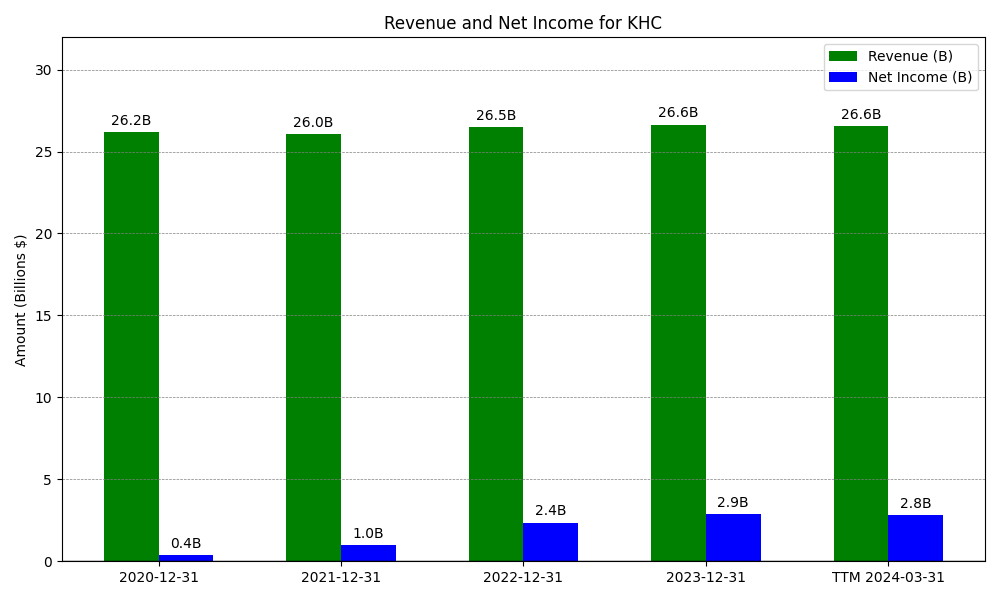 Revenue and Net Income for KHC
Revenue (B)
Net Income (B)
Amount (Billions $)
30
25
20
15
10
5
0
26.2B
26.0B
26.5B
26.6B
26.6B
0.4B
1.0B
2.4B
2.9B
2.8B
2020-12-31
2021-12-31
2022-12-31
2023-12-31
TTM 2024-03-31